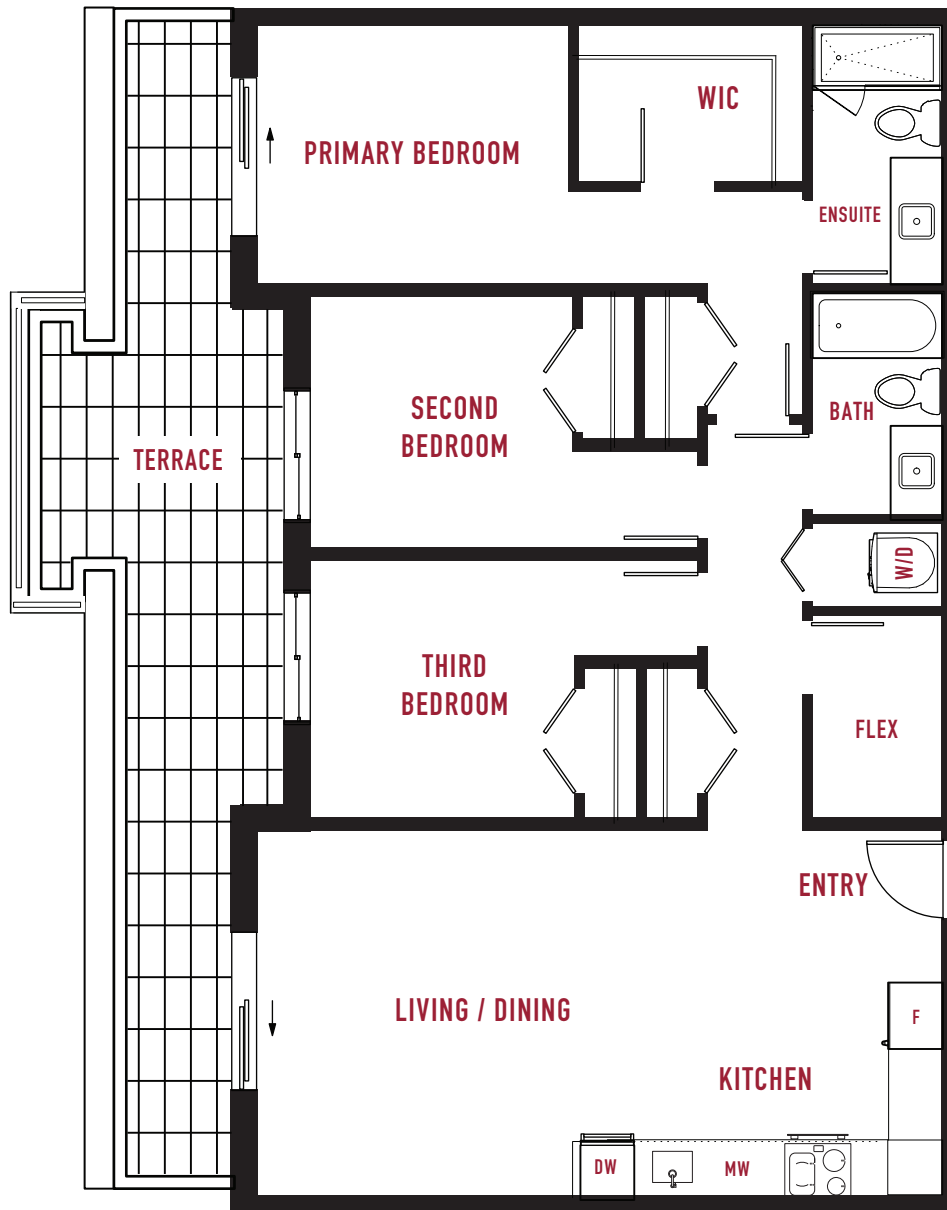 WIC
PRIMARY BEDROOM
ENSUITE
SECOND
BEDROOM
BATH
TERRACE
W/D
THIRD
BEDROOM
FLEX
ENTRY
LIVING / DINING
F
KITCHEN
DW
MW